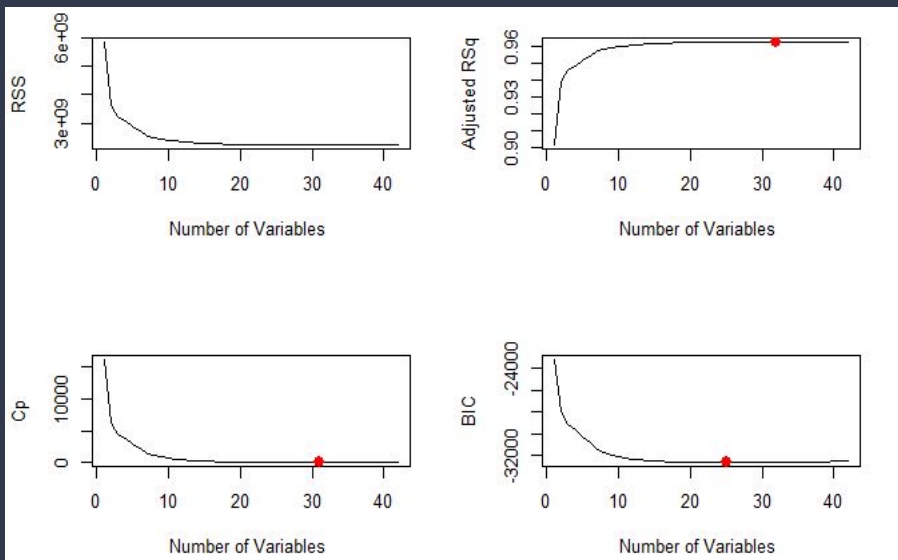 RSS
6e+09
3e+09
0 10 20 30 40
Number of Variables
Adjusted RSq
0.96
0.93
0.90
0 10 20 30 40
Number of Variables
Cp
10000
0
0 10 20 30 40
Number of Variables
BIC
-24000
-32000
0 10 20 30 40
Number of Variables